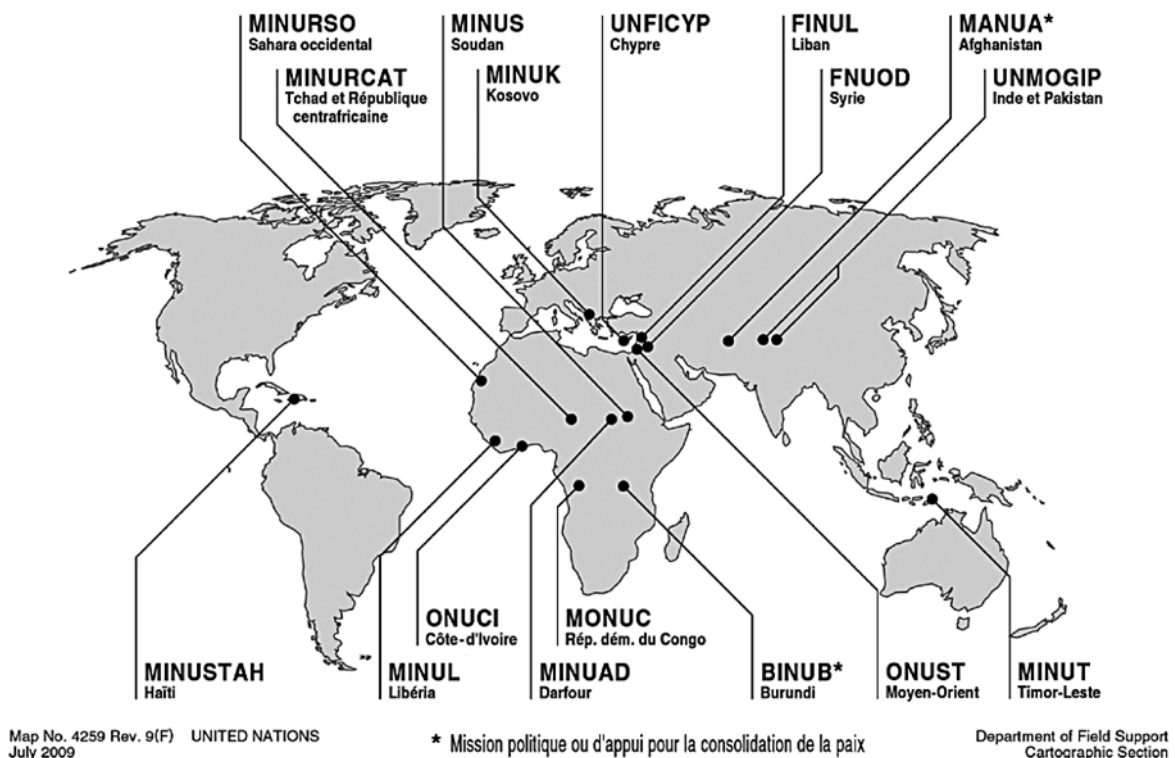 MINURSO
Sahara occidental
MINUS
Soudan
UNFICYP
Chypre
FINUL
Liban
MANUA*
Afghanistan
MINURCAT
Tchad et République
centrafricaine
MINUK
Kosovo
FNUOD
Syrie
UNMOGIP
Inde et Pakistan
ONUCI
Côte-d'Ivoire
MONUC
Rép. dém. du Congo
MINUSTAH
Haïti
MINUL
Libéria
MINUAD
Darfour
BINUB*
Burundi
ONUST
Moyen-Orient
MINUT
Timor-Leste
Map No. 4259 Rev. 9(F) UNITED NATIONS
July 2009
* Mission politique ou d'appui pour la consolidation de la paix
Department of Field Support
Cartographic Section